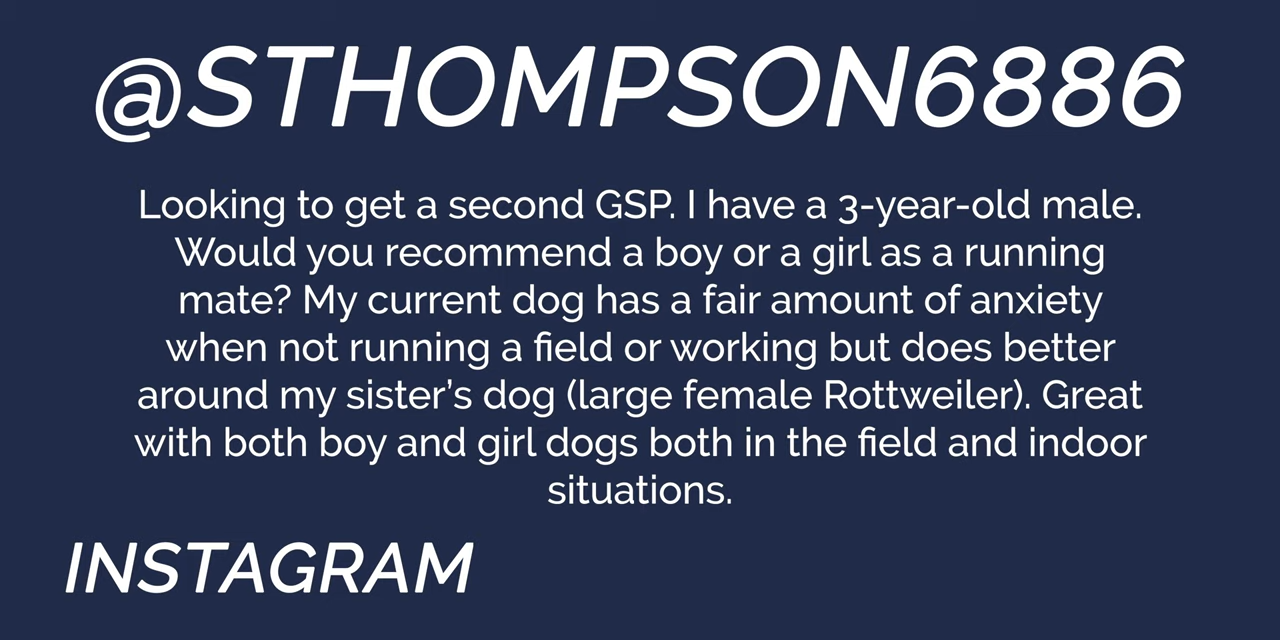 @STHOMPSON6886
Looking to get a second GSP. I have a 3-year-old male.
Would you recommend a boy or a girl as a running
mate? My current dog has a fair amount of anxiety
when not running a field or working but does better
around my sister’s dog (large female Rottweiler). Great
with both boy and girl dogs both in the field and indoor
situations.
INSTAGRAM